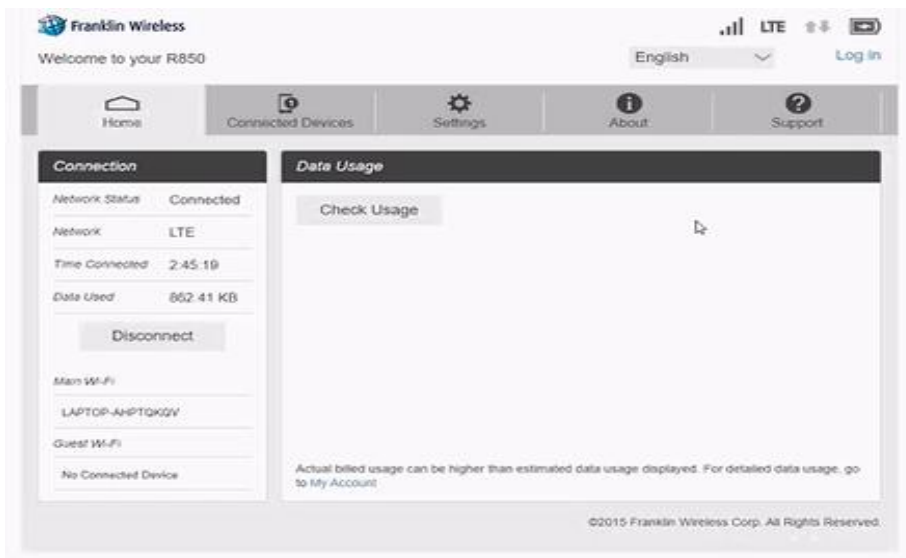 Franklin Wireless
LTE
Welcome to your R850
English
Log in
Home
Connected Devices
Settings
About
Support
Connection
Network Status Connected
Network LTE
Time Connected 2:45:19
Data Used 862.41 KB
Disconnect
Main Wi-Fi
LAPTOP-AHPTQKQV
Guest Wi-Fi
No Connected Device
Data Usage
Check Usage
Actual billed usage can be higher than estimated data usage displayed. For detailed data usage, go
to My Account
©2015 Franklin Wireless Corp. All Rights Reserved.